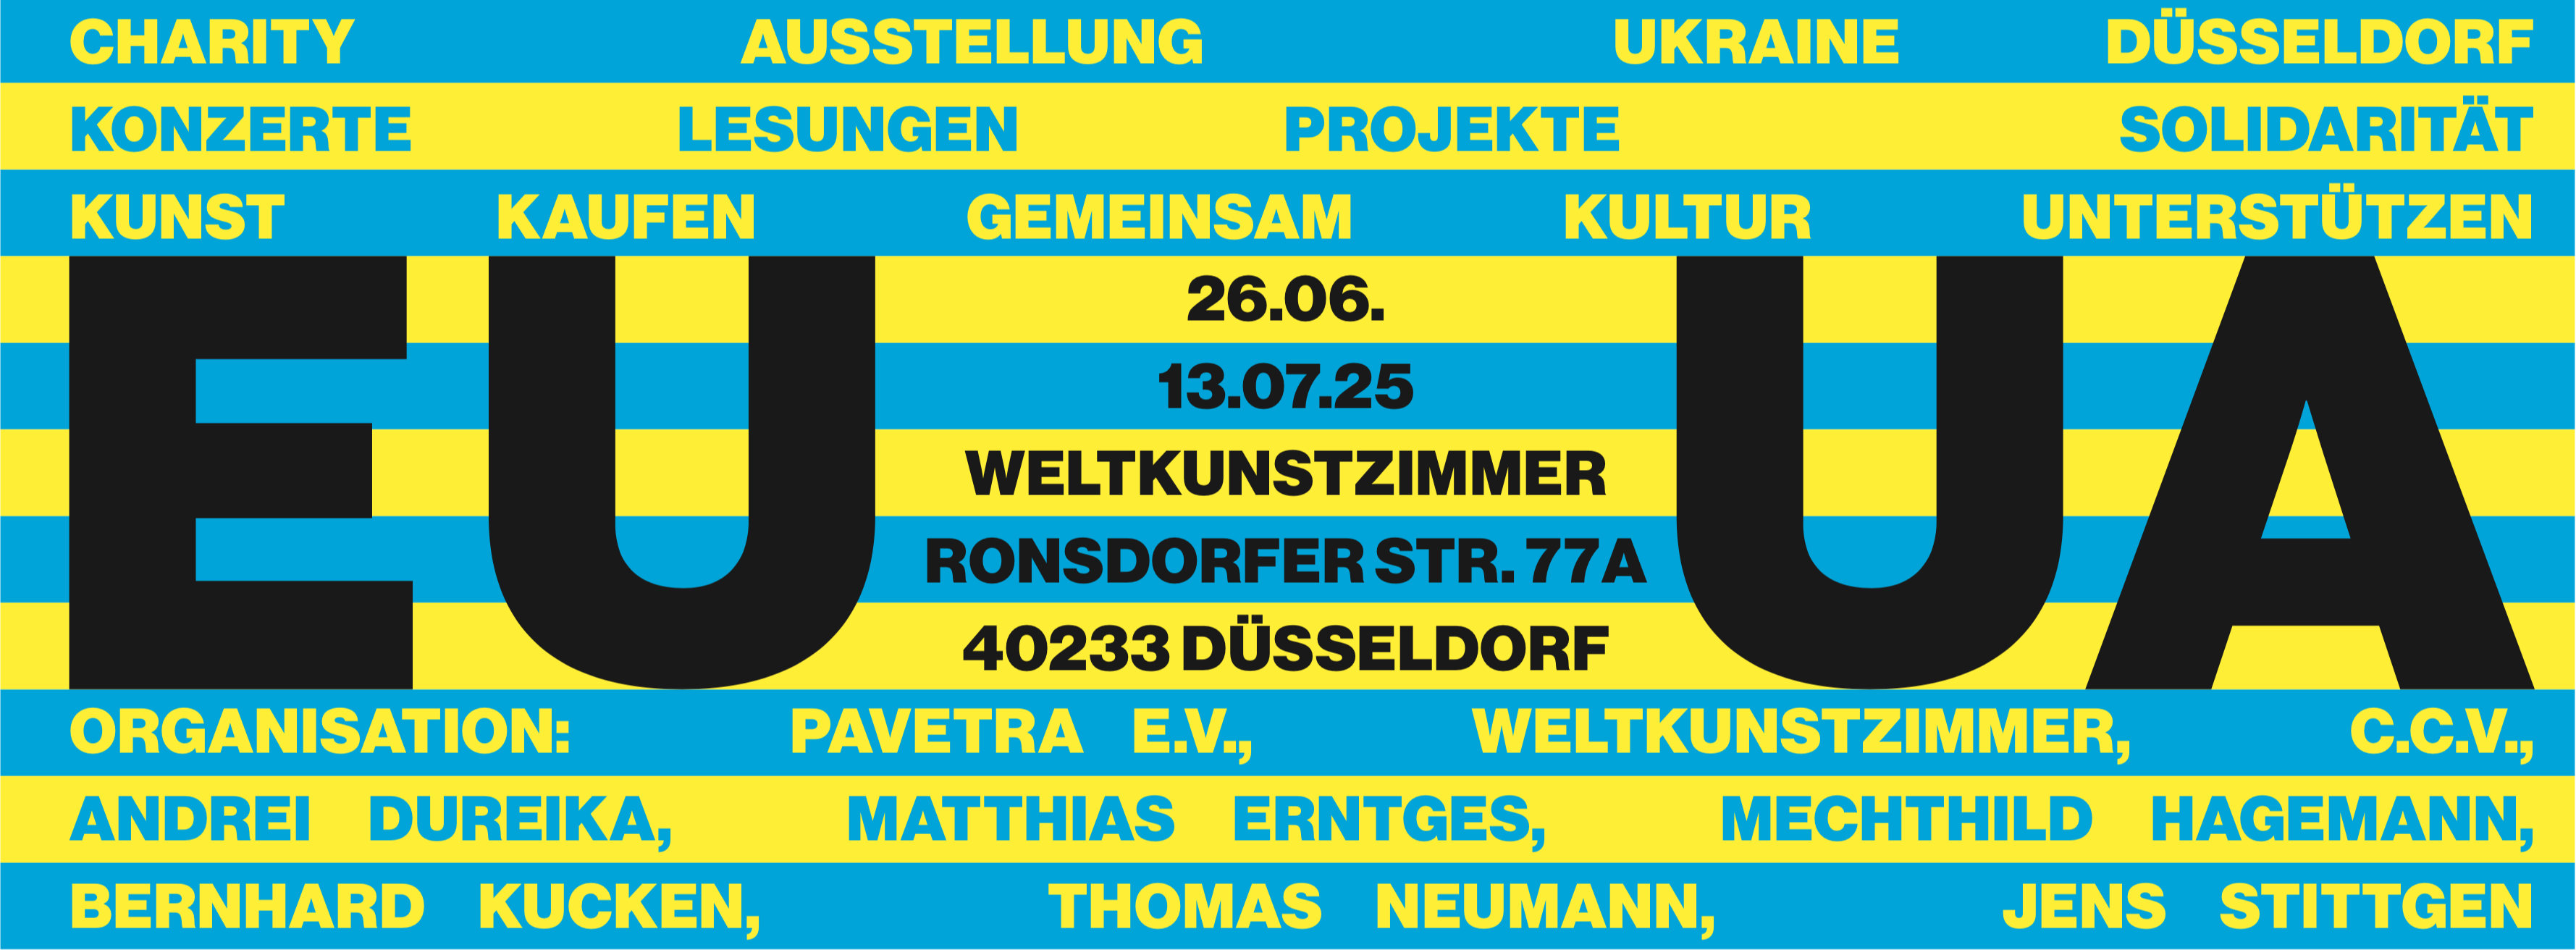 CHARITY AUSSTELLUNG UKRAINE DÜSSELDORF
KONZERTE LESUNGEN PROJEKTE SOLIDARITÄT
KUNST KAUFEN GEMEINSAM KULTUR UNTERSTÜTZEN
EU UA
26.06.
13.07.25
WELTKUNSTZIMMER
RONSDORFER STR. 77A
40233 DÜSSELDORF
ORGANISATION: PAVETRA E.V., WELTKUNSTZIMMER, C.C.V.,
ANDREI DUREIKA, MATTHIAS ERNTGES, MECHTHILD HAGEMANN,
BERNHARD KUCKEN, THOMAS NEUMANN, JENS STITTGEN